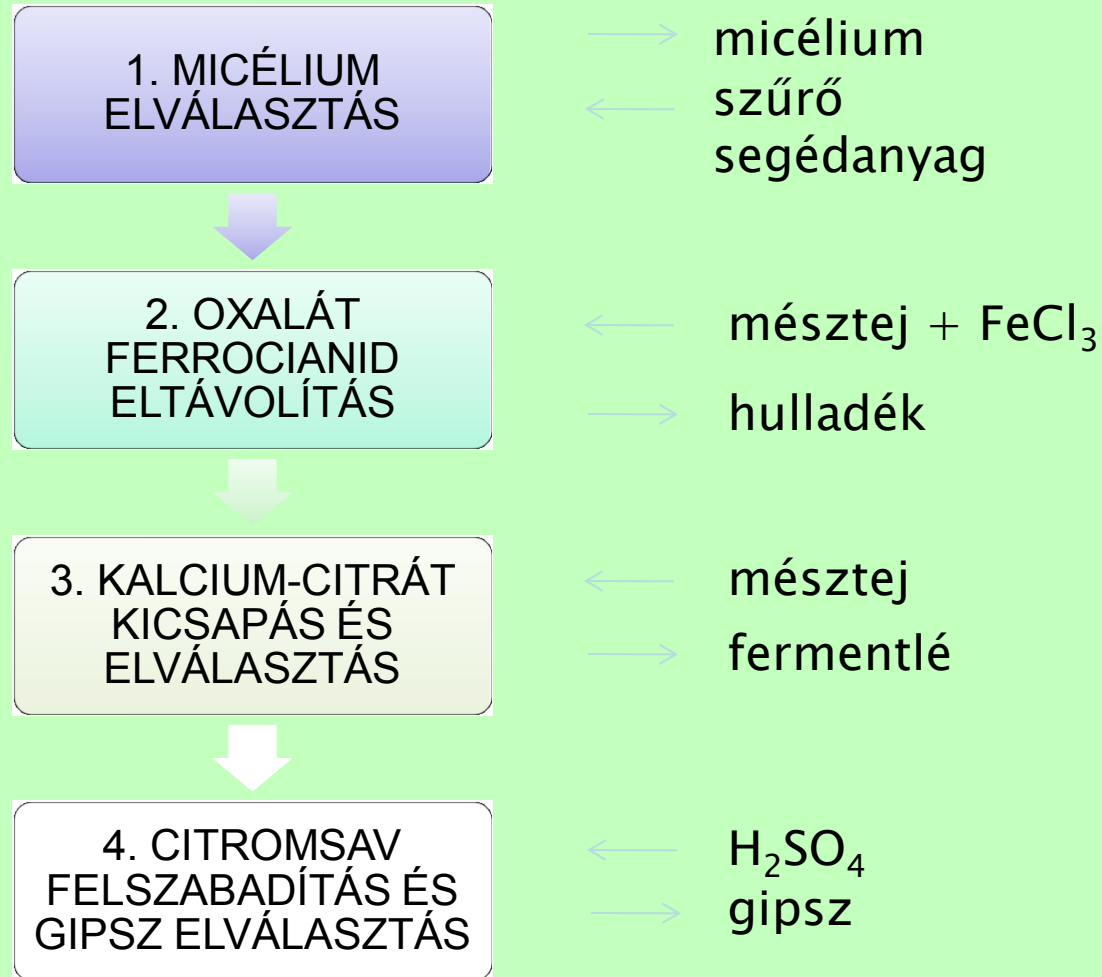 1. MICÉLIUM
ELVÁLASZTÁS
micélium
szűrő
segédanyag
2. OXALÁT
FERROCIANID
ELTÁVOLÍTÁS
mésztej + FeCl₃
hulladék
3. KALCIUM-CITRÁT
KICSAPÁS ÉS
ELVÁLASZTÁS
mésztej
fermentlé
4. CITROMSAV
FELSZABADÍTÁS ÉS
GIPSZ ELVÁLASZTÁS
H₂SO₄
gipsz